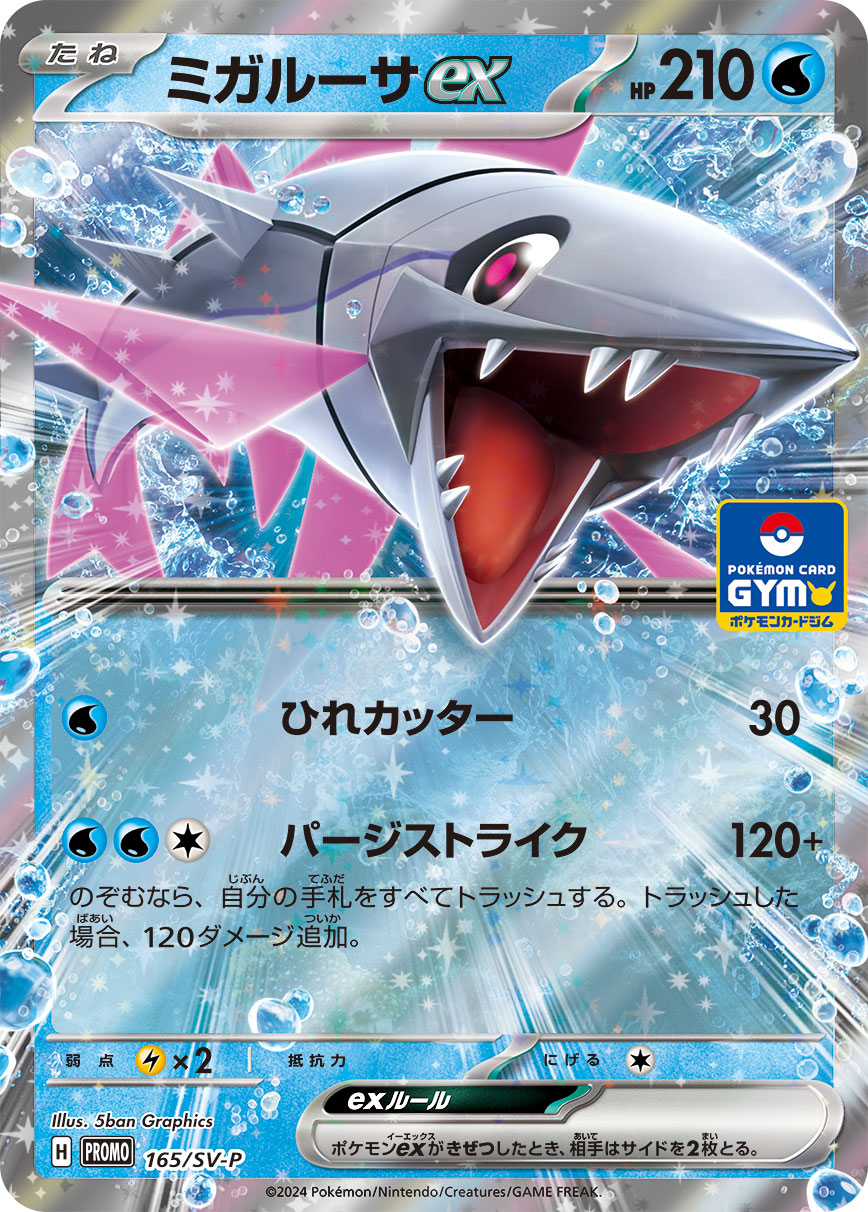 たね
ミガルーサex
HP210
POKÉMON CARD
GYM
ポケモンカードジム
ひれカッター 30
パージストライク 120+
のぞむなら、自分の手札をすべてトラッシュする。トラッシュした
場合、120ダメージ追加。
弱点 ×2 抵抗力 にげる
exルール
ポケモンexがきぜつしたとき、相手はサイドを2枚とる。
Illus. 5ban Graphics
H PROMO 165/SV-P
©2024 Pokémon/Nintendo/Creatures/GAME FREAK.